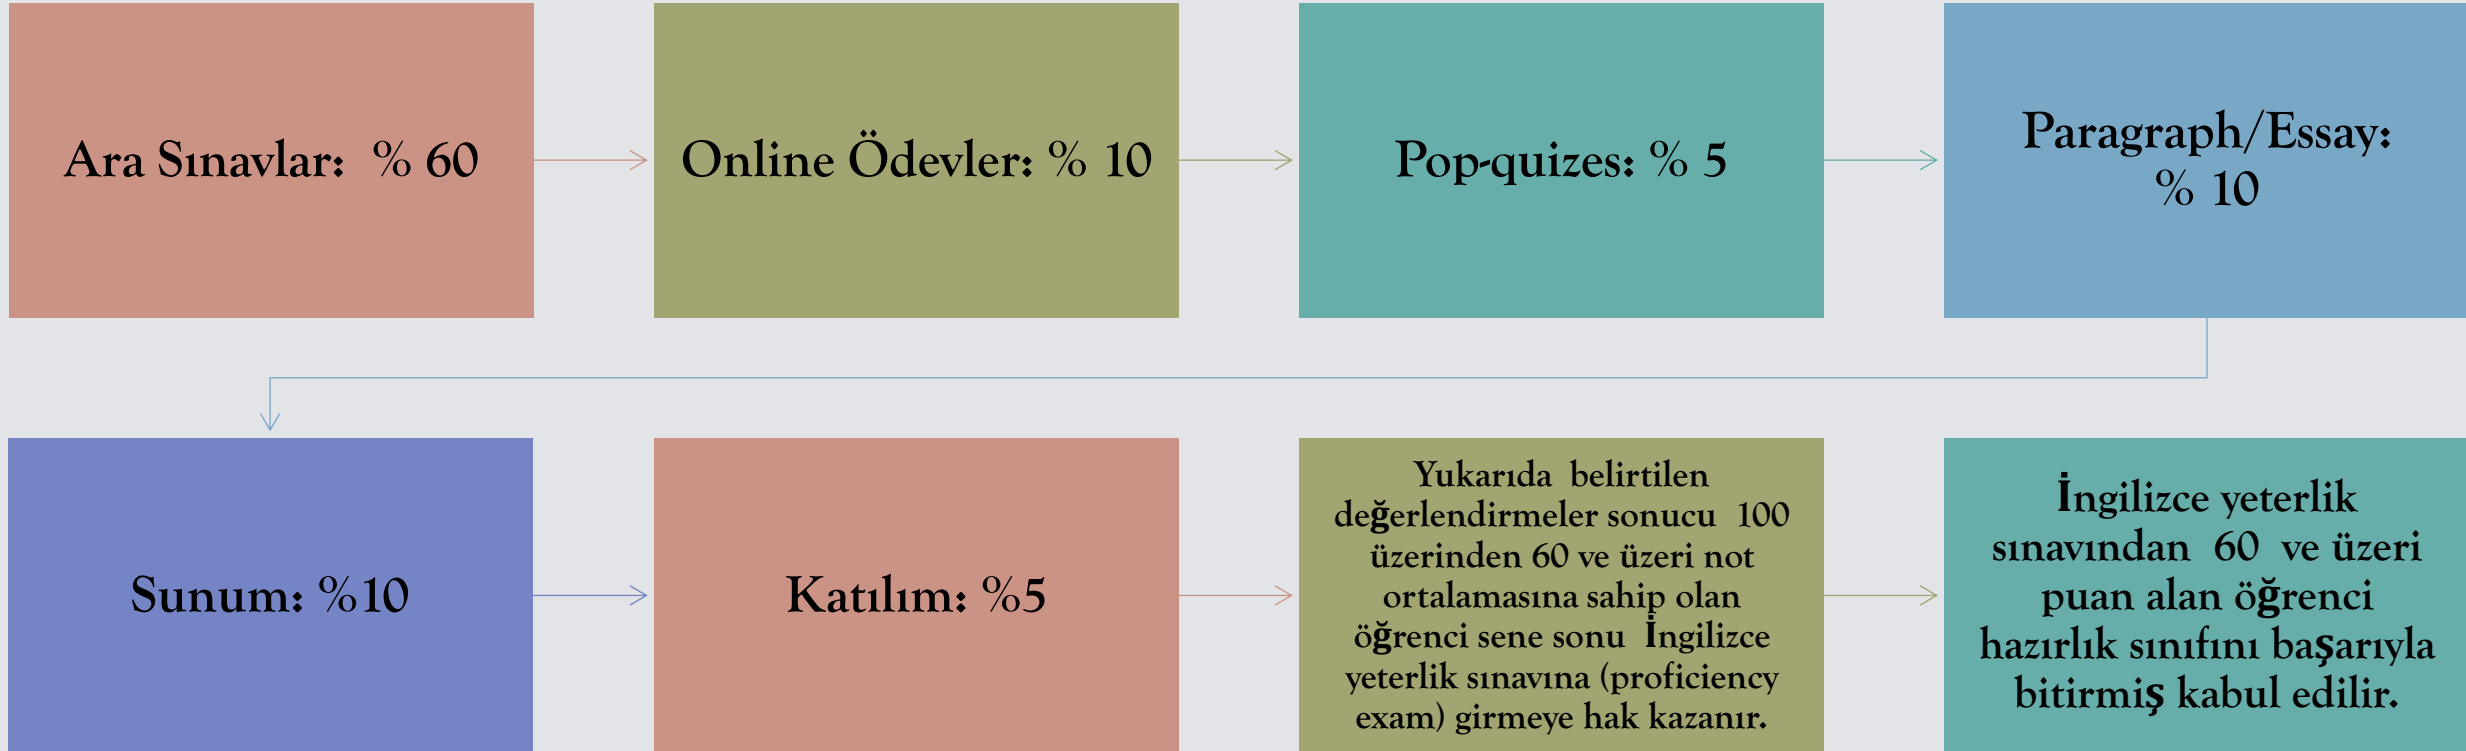 Ara Sınavlar:  % 60
Online Ödevler: % 10
Pop-quizes: % 5
Paragraph/Essay:
% 10
Sunum: %10
Katılım: %5
Yukarıda  belirtilen
değerlendirmeler sonucu  100
üzerinden 60 ve üzeri not
ortalamasına sahip olan
öğrenci sene sonu  İngilizce
yeterlik sınavına (proficiency
exam) girmeye hak kazanır.
İngilizce yeterlik
sınavından  60  ve üzeri
puan alan öğrenci
hazırlık sınıfını başarıyla
bitirmiş kabul edilir.